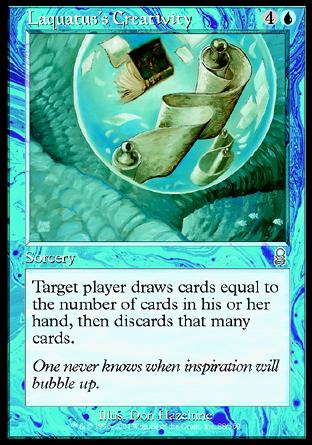 Laquatus's Creativity 4
Sorcery
Target player draws cards equal to
the number of cards in his or her
hand, then discards that many
cards.
One never knows when inspiration will
bubble up.
Illus. Don Hazeltine